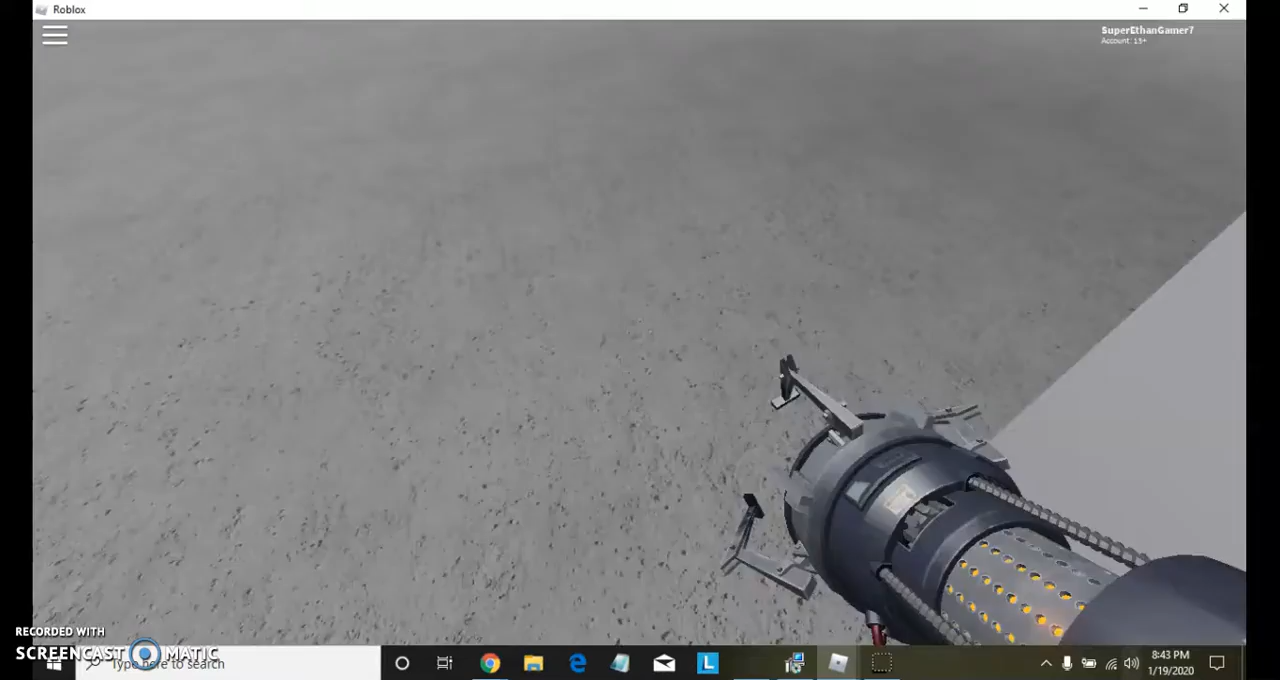 Roblox
SuperEthanGamer7
Account: 13+
RECORDED WITH
SCREENCAST MATIC
Type here to search
L
8:43 PM
1/19/2020